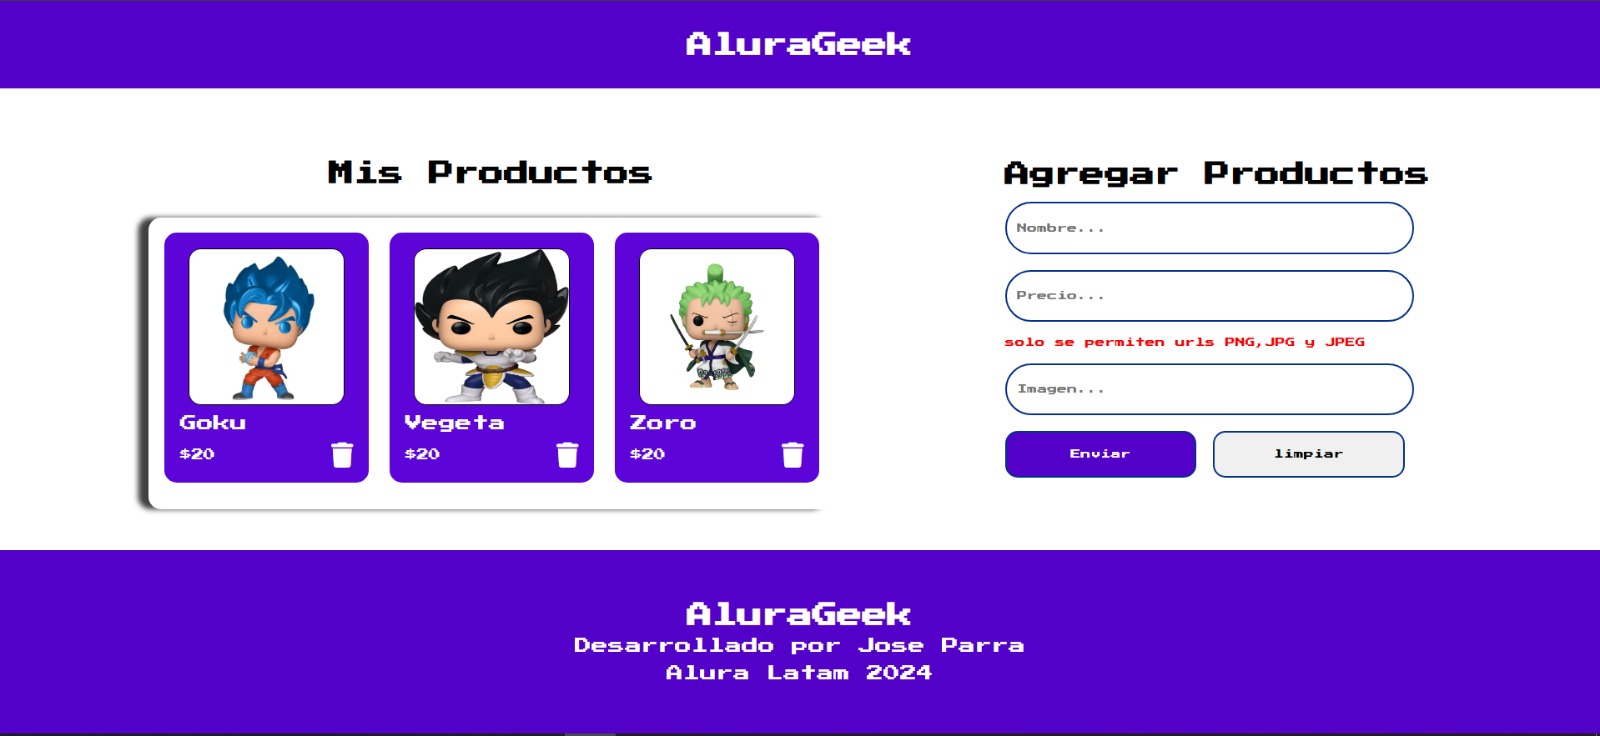 AluraGeek
Mis Productos
Goku
$20
Vegeta
$20
Zoro
$20
Agregar Productos
Nombre...
Precio...
solo se permiten urls PNG,JPG y JPEG
Imagen...
Enviar
limpiar
AluraGeek
Desarrollado por Jose Parra
Alura Latam 2024